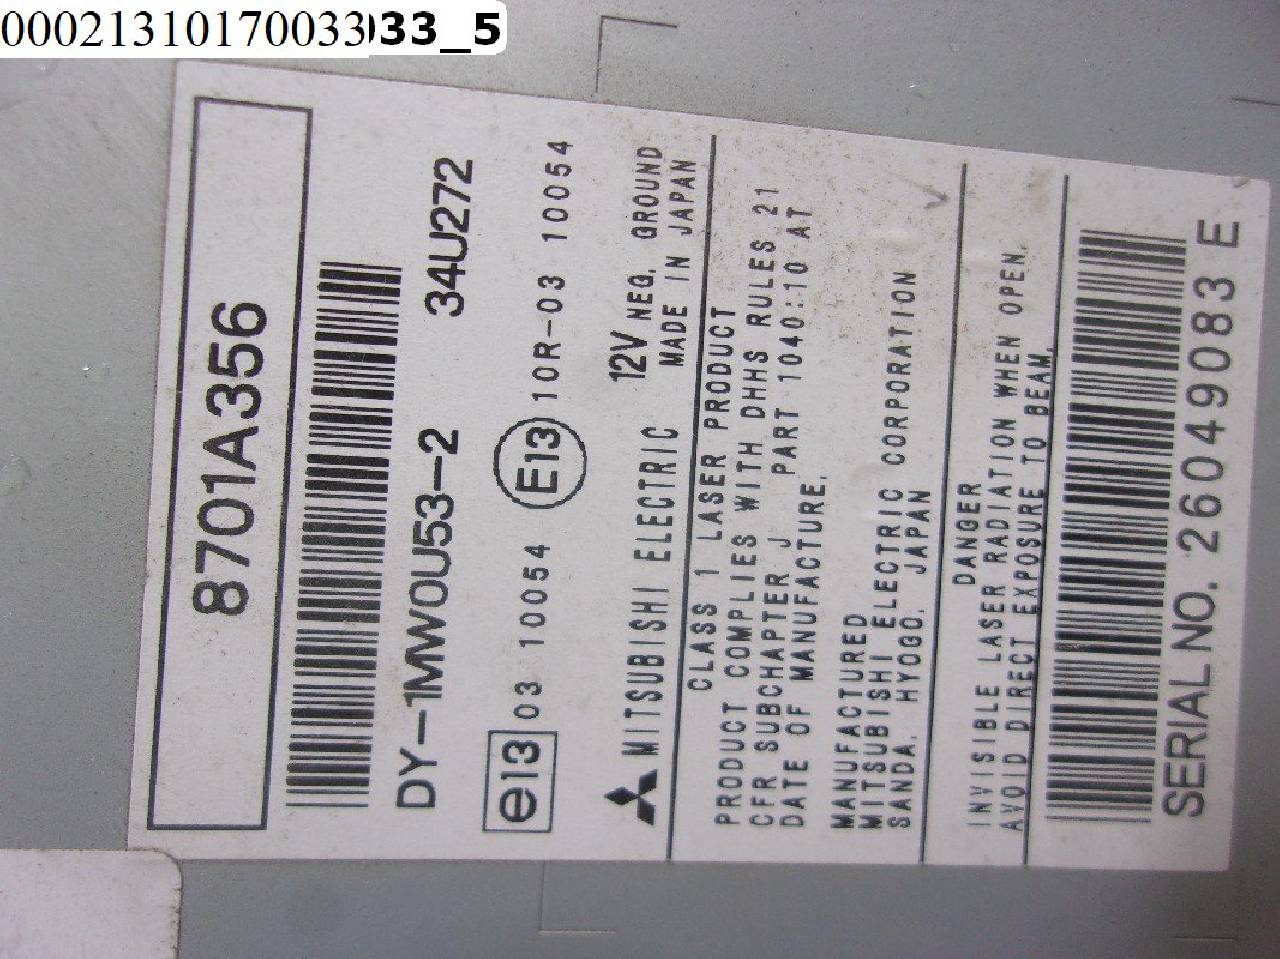 00021310170033033_5
8701A356
DY-1MW0U53-2 34U272
e13 03 10054 E13 10R-03 10054
MITSUBISHI ELECTRIC 12V NEG. GROUND
MADE IN JAPAN
CLASS 1 LASER PRODUCT
PRODUCT COMPLIES WITH DHHS RULES 21
CFR SUBCHAPTER J PART 1040:10 AT
DATE OF MANUFACTURE.
MANUFACTURED
MITSUBISHI ELECTRIC CORPORATION
SANDA, HYOGO, JAPAN
DANGER
INVISIBLE LASER RADIATION WHEN OPEN.
AVOID DIRECT EXPOSURE TO BEAM.
SERIAL NO. 26049083 E